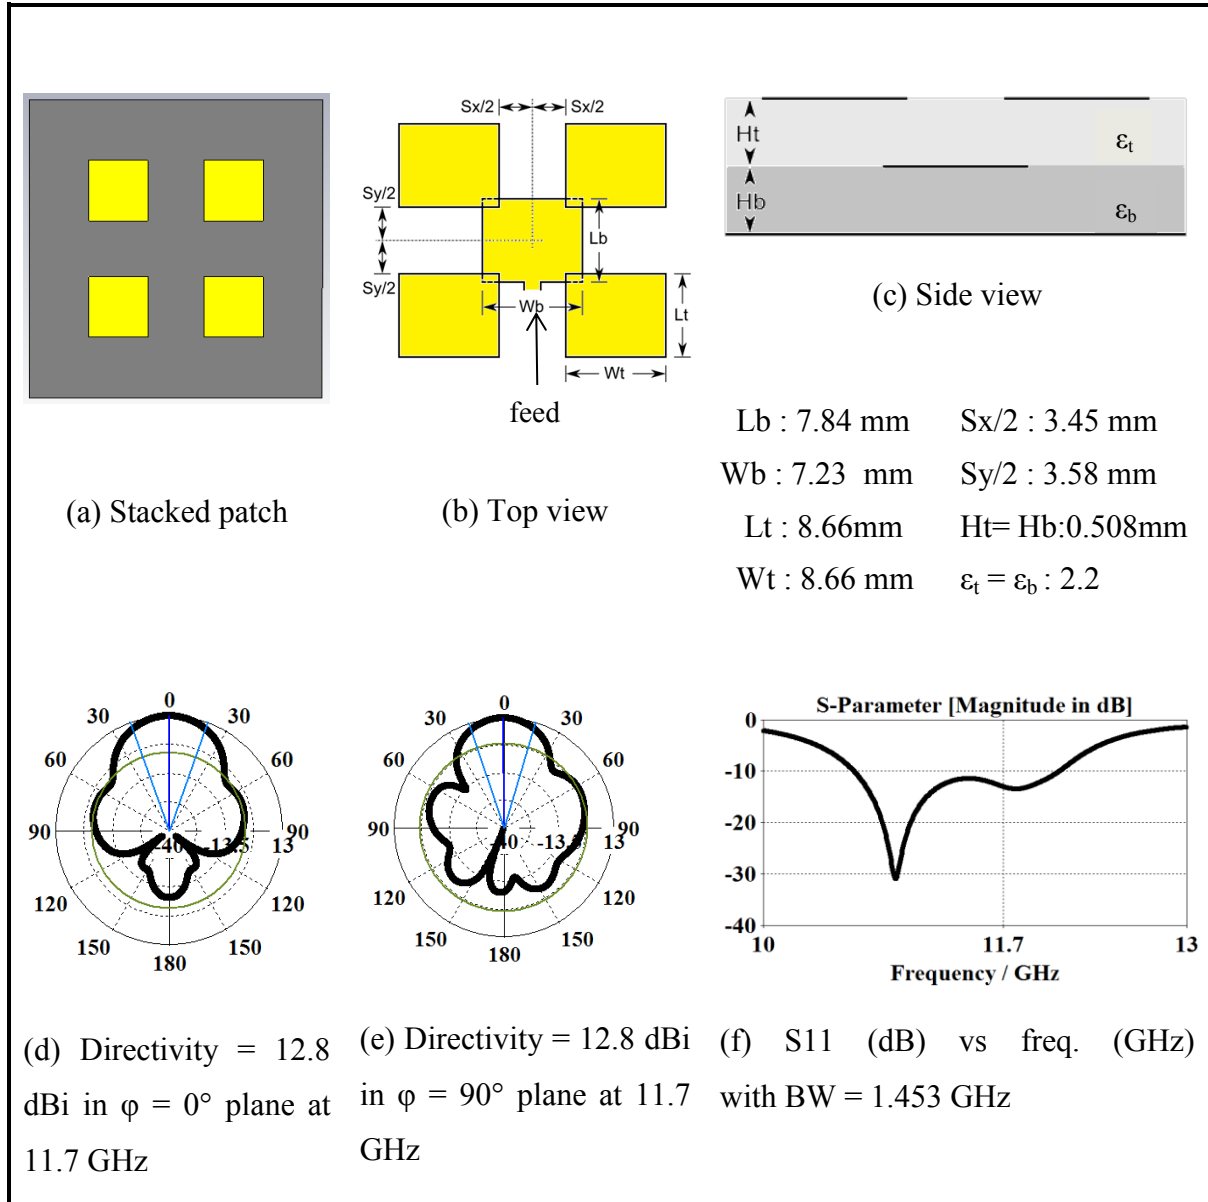 Sx/2
Sx/2
Sy/2
Sy/2
Lb
Wb
Lt
Wt
feed
Ht
Hb
εt
εb
(c) Side view
(a) Stacked patch
(b) Top view
Lb : 7.84 mm Sx/2 : 3.45 mm
Wb : 7.23 mm Sy/2 : 3.58 mm
Lt : 8.66mm Ht= Hb:0.508mm
Wt : 8.66 mm εt = εb : 2.2
0
30 30
60 60
90 90
-40 -13.5 13
120 120
150 150
180
0
30 30
60 60
90 90
-40 -13.5 13
120 120
150 150
180
S-Parameter [Magnitude in dB]
0
-10
-20
-30
-40
10 11.7 13
Frequency / GHz
(d) Directivity = 12.8
dBi in φ = 0° plane at
11.7 GHz
(e) Directivity = 12.8 dBi
in φ = 90° plane at 11.7
GHz
(f) S11 (dB) vs freq. (GHz)
with BW = 1.453 GHz